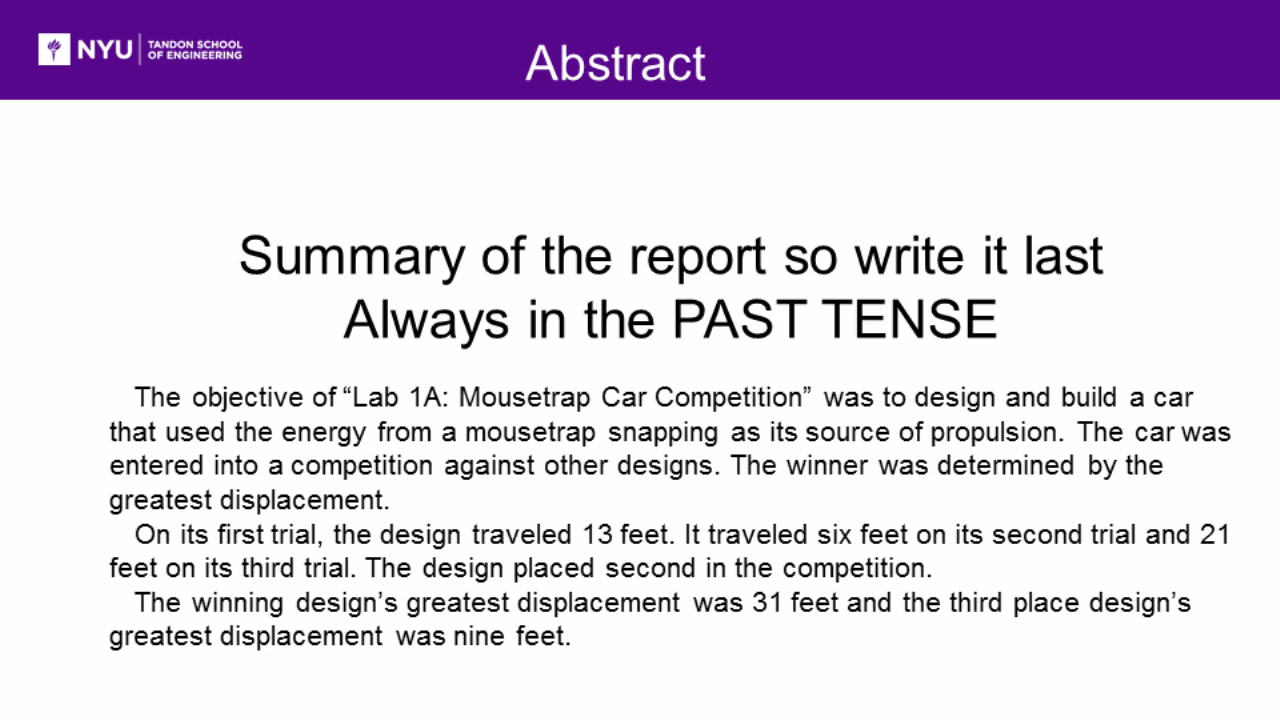 NYU
TANDON SCHOOL
OF ENGINEERING
Abstract
Summary of the report so write it last
Always in the PAST TENSE
The objective of “Lab 1A: Mousetrap Car Competition” was to design and build a car
that used the energy from a mousetrap snapping as its source of propulsion. The car was
entered into a competition against other designs. The winner was determined by the
greatest displacement.
On its first trial, the design traveled 13 feet. It traveled six feet on its second trial and 21
feet on its third trial. The design placed second in the competition.
The winning design’s greatest displacement was 31 feet and the third place design’s
greatest displacement was nine feet.